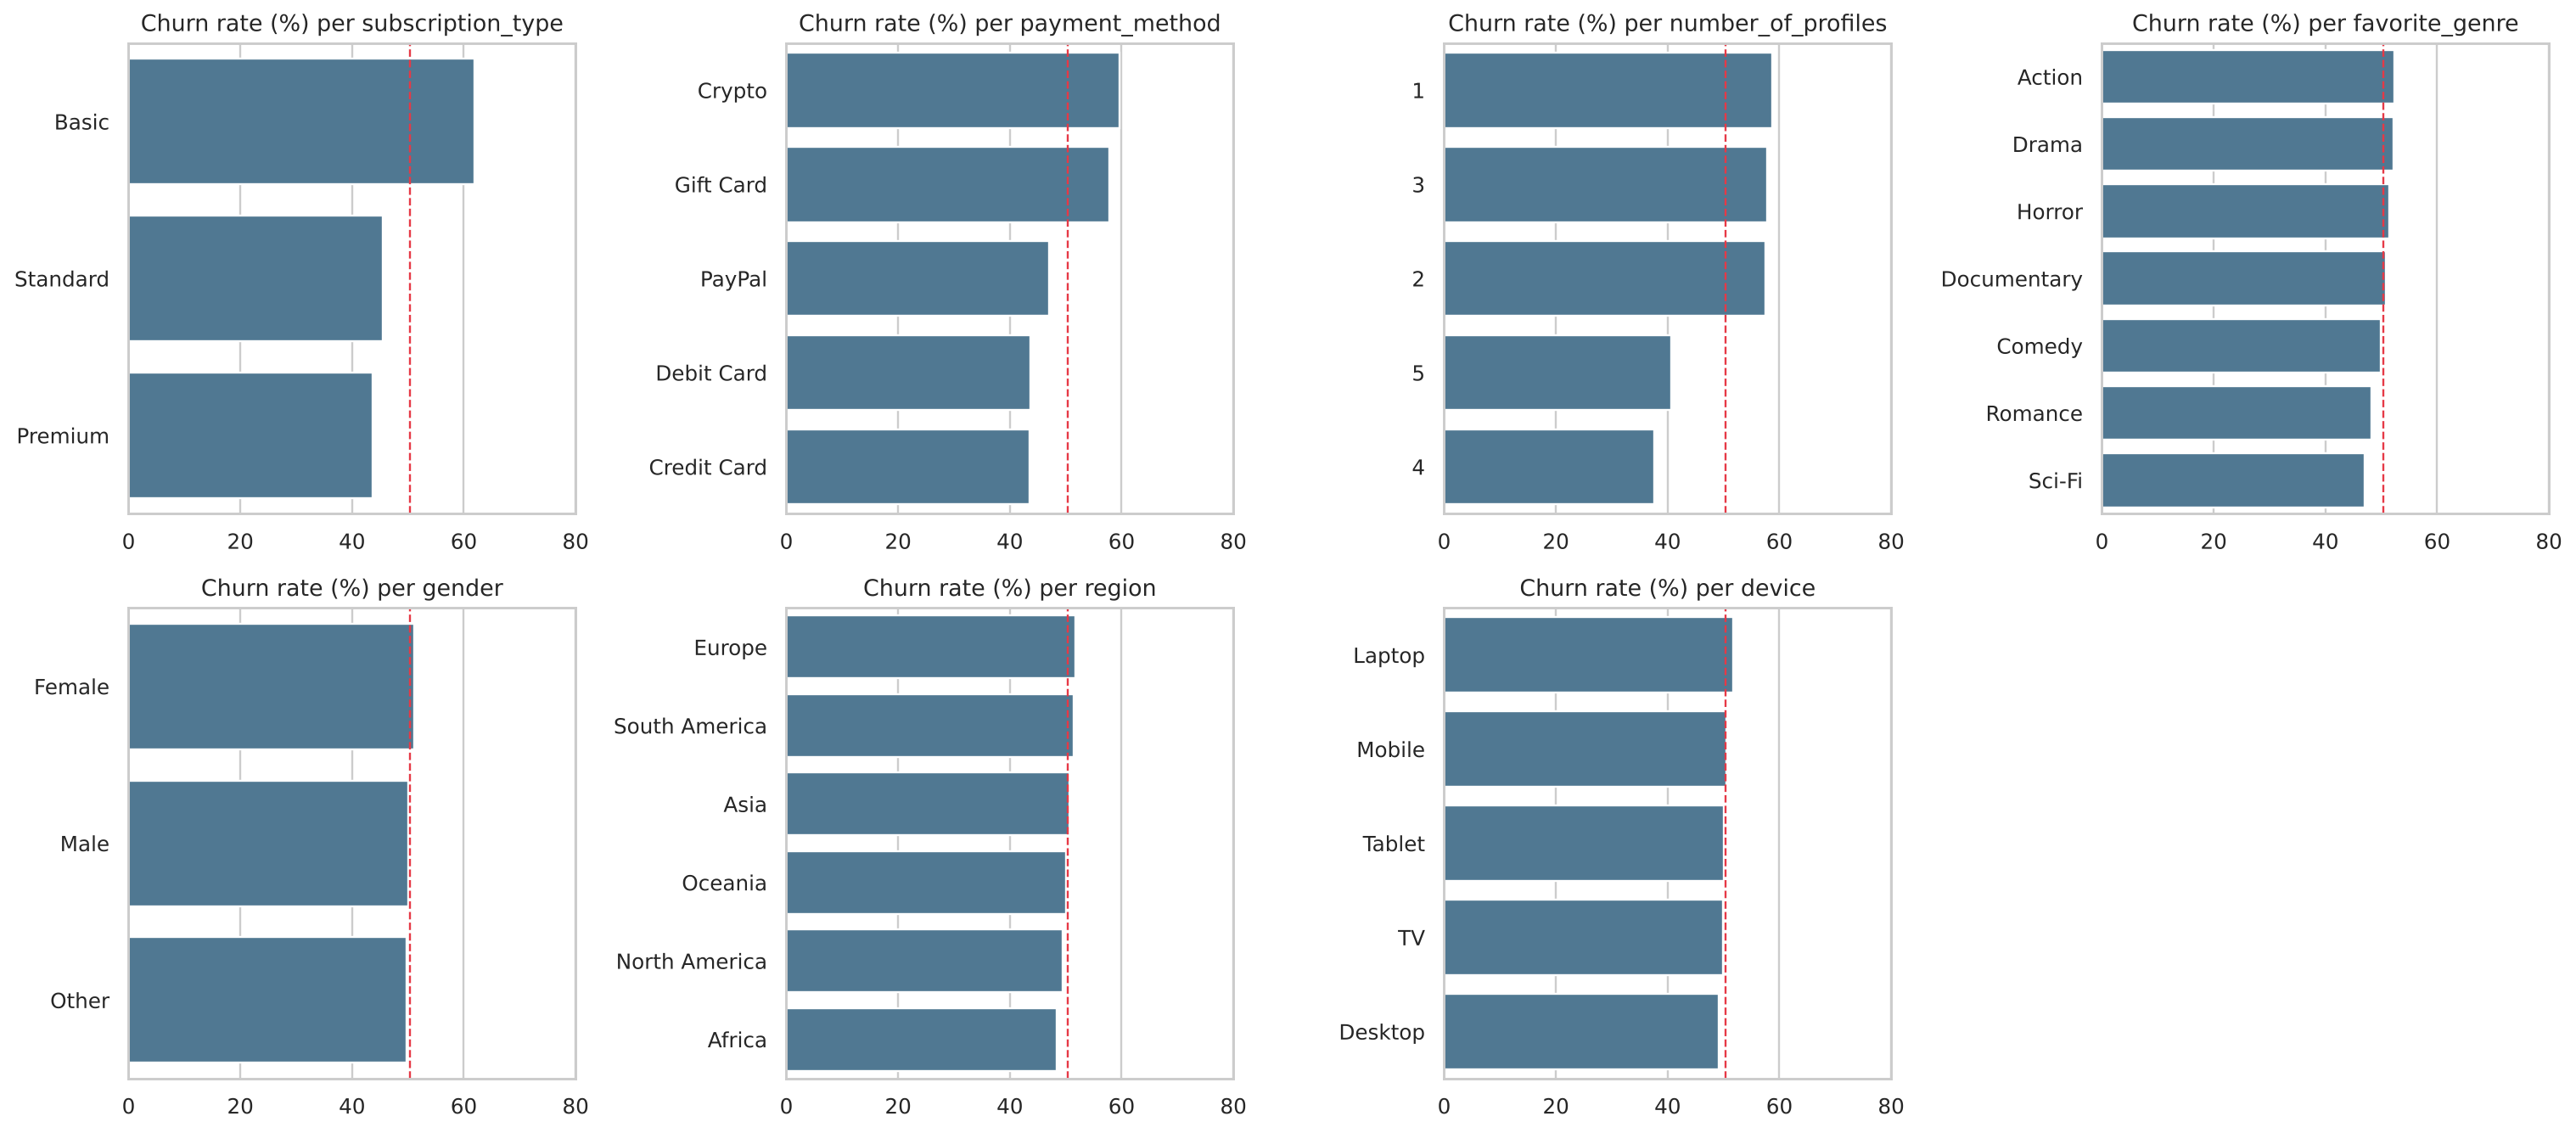 Churn rate (%) per subscription_type
Basic
Standard
Premium
0 20 40 60 80
Churn rate (%) per payment_method
Crypto
Gift Card
PayPal
Debit Card
Credit Card
0 20 40 60 80
Churn rate (%) per number_of_profiles
1
3
2
5
4
0 20 40 60 80
Churn rate (%) per favorite_genre
Action
Drama
Horror
Documentary
Comedy
Romance
Sci-Fi
0 20 40 60 80
Churn rate (%) per gender
Female
Male
Other
0 20 40 60 80
Churn rate (%) per region
Europe
South America
Asia
Oceania
North America
Africa
0 20 40 60 80
Churn rate (%) per device
Laptop
Mobile
Tablet
TV
Desktop
0 20 40 60 80